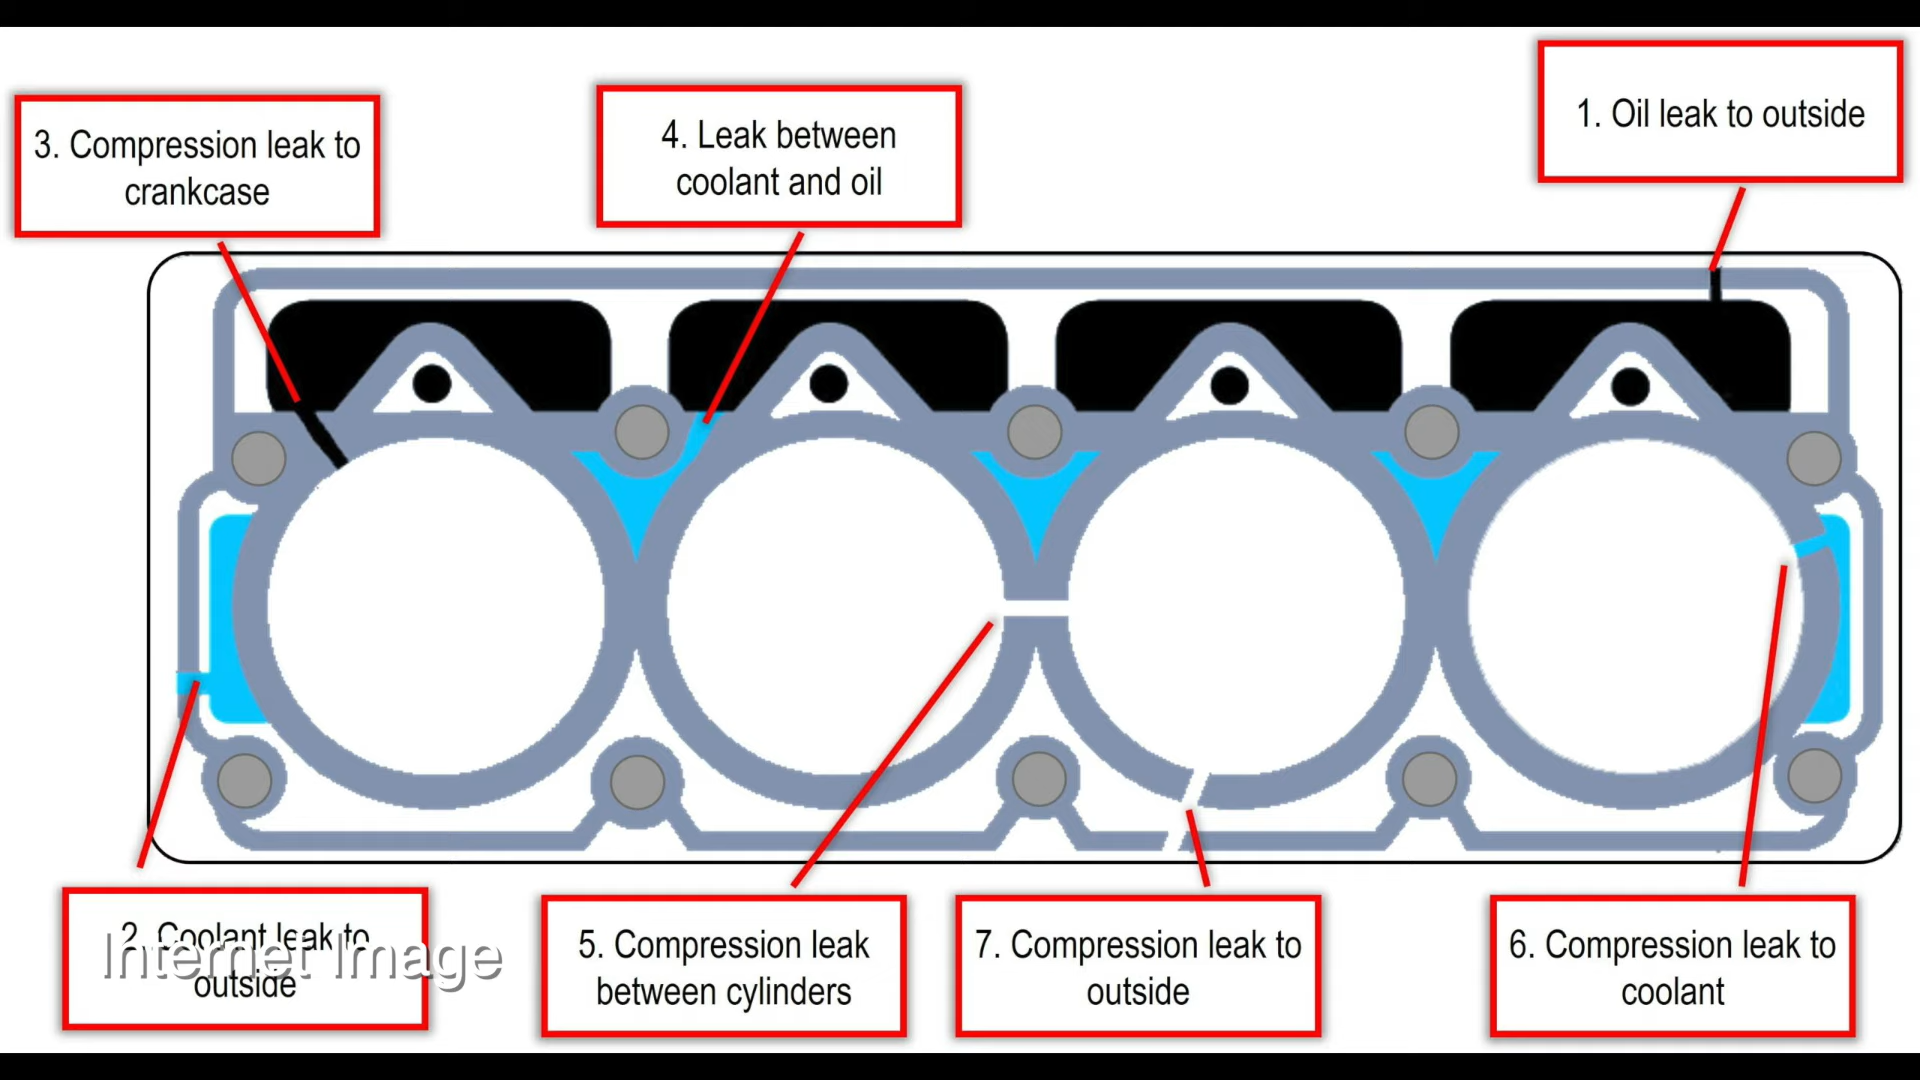 1. Oil leak to outside
3. Compression leak to
crankcase
4. Leak between
coolant and oil
2. Coolant leak to
outside
Internet Image
5. Compression leak
between cylinders
7. Compression leak to
outside
6. Compression leak to
coolant